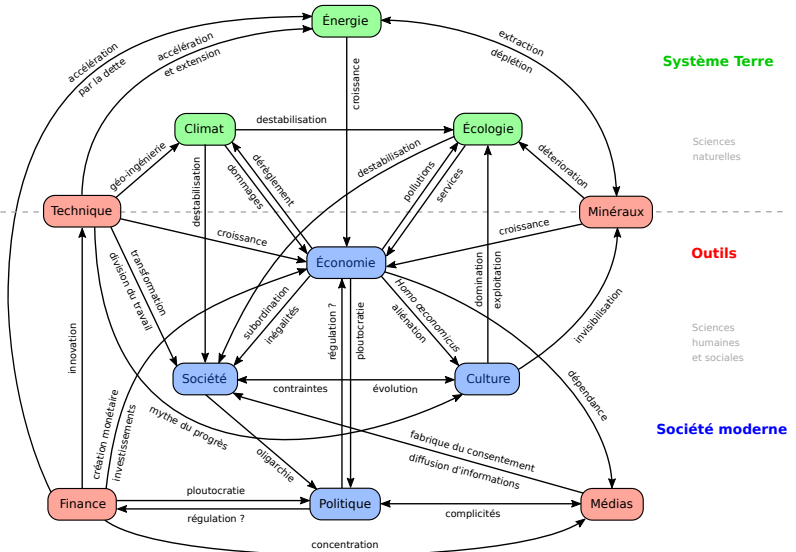 Énergie
accélération
par la dette
accélération
et extension
extraction
déplétion
Système Terre
croissance
Climat
destabilisation
Écologie
Sciences
naturelles
géo-ingénierie
destabilisation
dérèglement
dommages
destabilisation
pollutions
services
déterioration
Technique
Minéraux
croissance
croissance
Outils
Économie
transformation
division du travail
subordination
inégalités
régulation ?
ploutocratie
Homo œconomicus
aliénation
domination
exploitation
invisibilisation
Sciences
humaines
et sociales
innovation
Société
contraintes
évolution
Culture
dépendance
création monétaire
investissements
mythe du progrès
oligarchie
fabrique du consentement
diffusion d'informations
Société moderne
Finance
ploutocratie
régulation ?
Politique
complicités
Médias
concentration